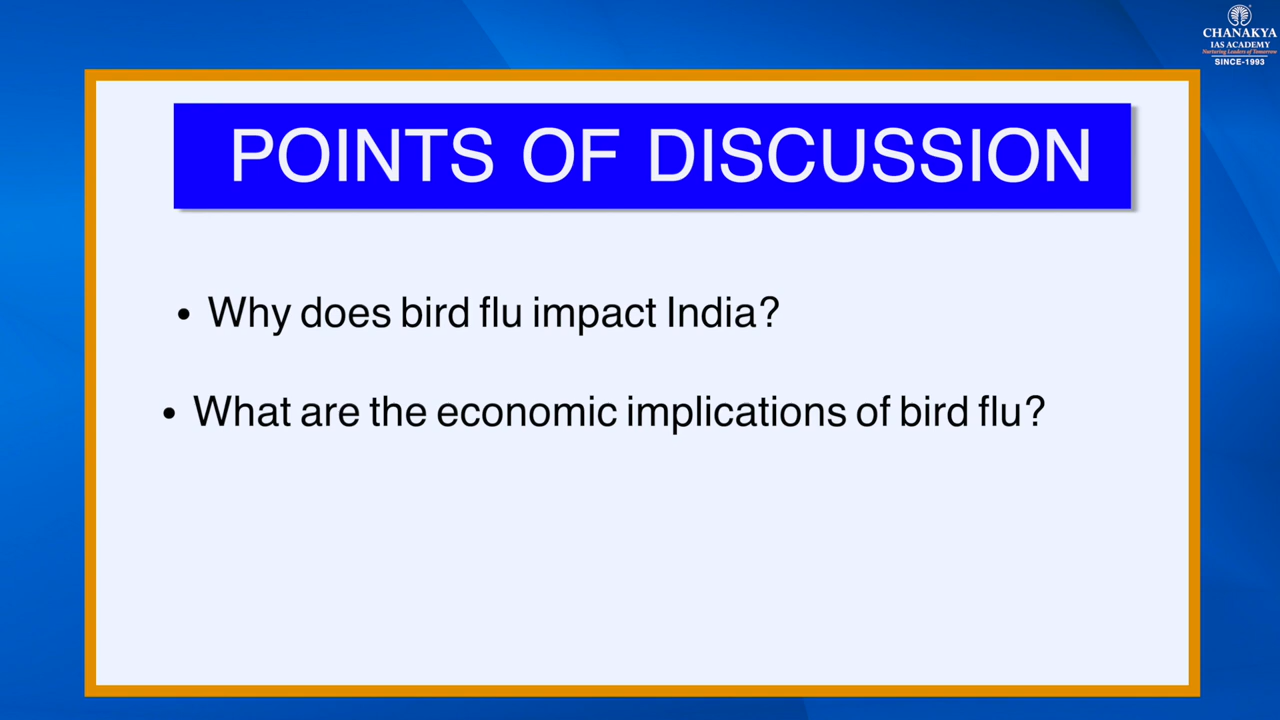 CHANAKYA
IAS ACADEMY
Nurturing Leaders of Tomorrow
SINCE-1993
POINTS OF DISCUSSION
• Why does bird flu impact India?
• What are the economic implications of bird flu?